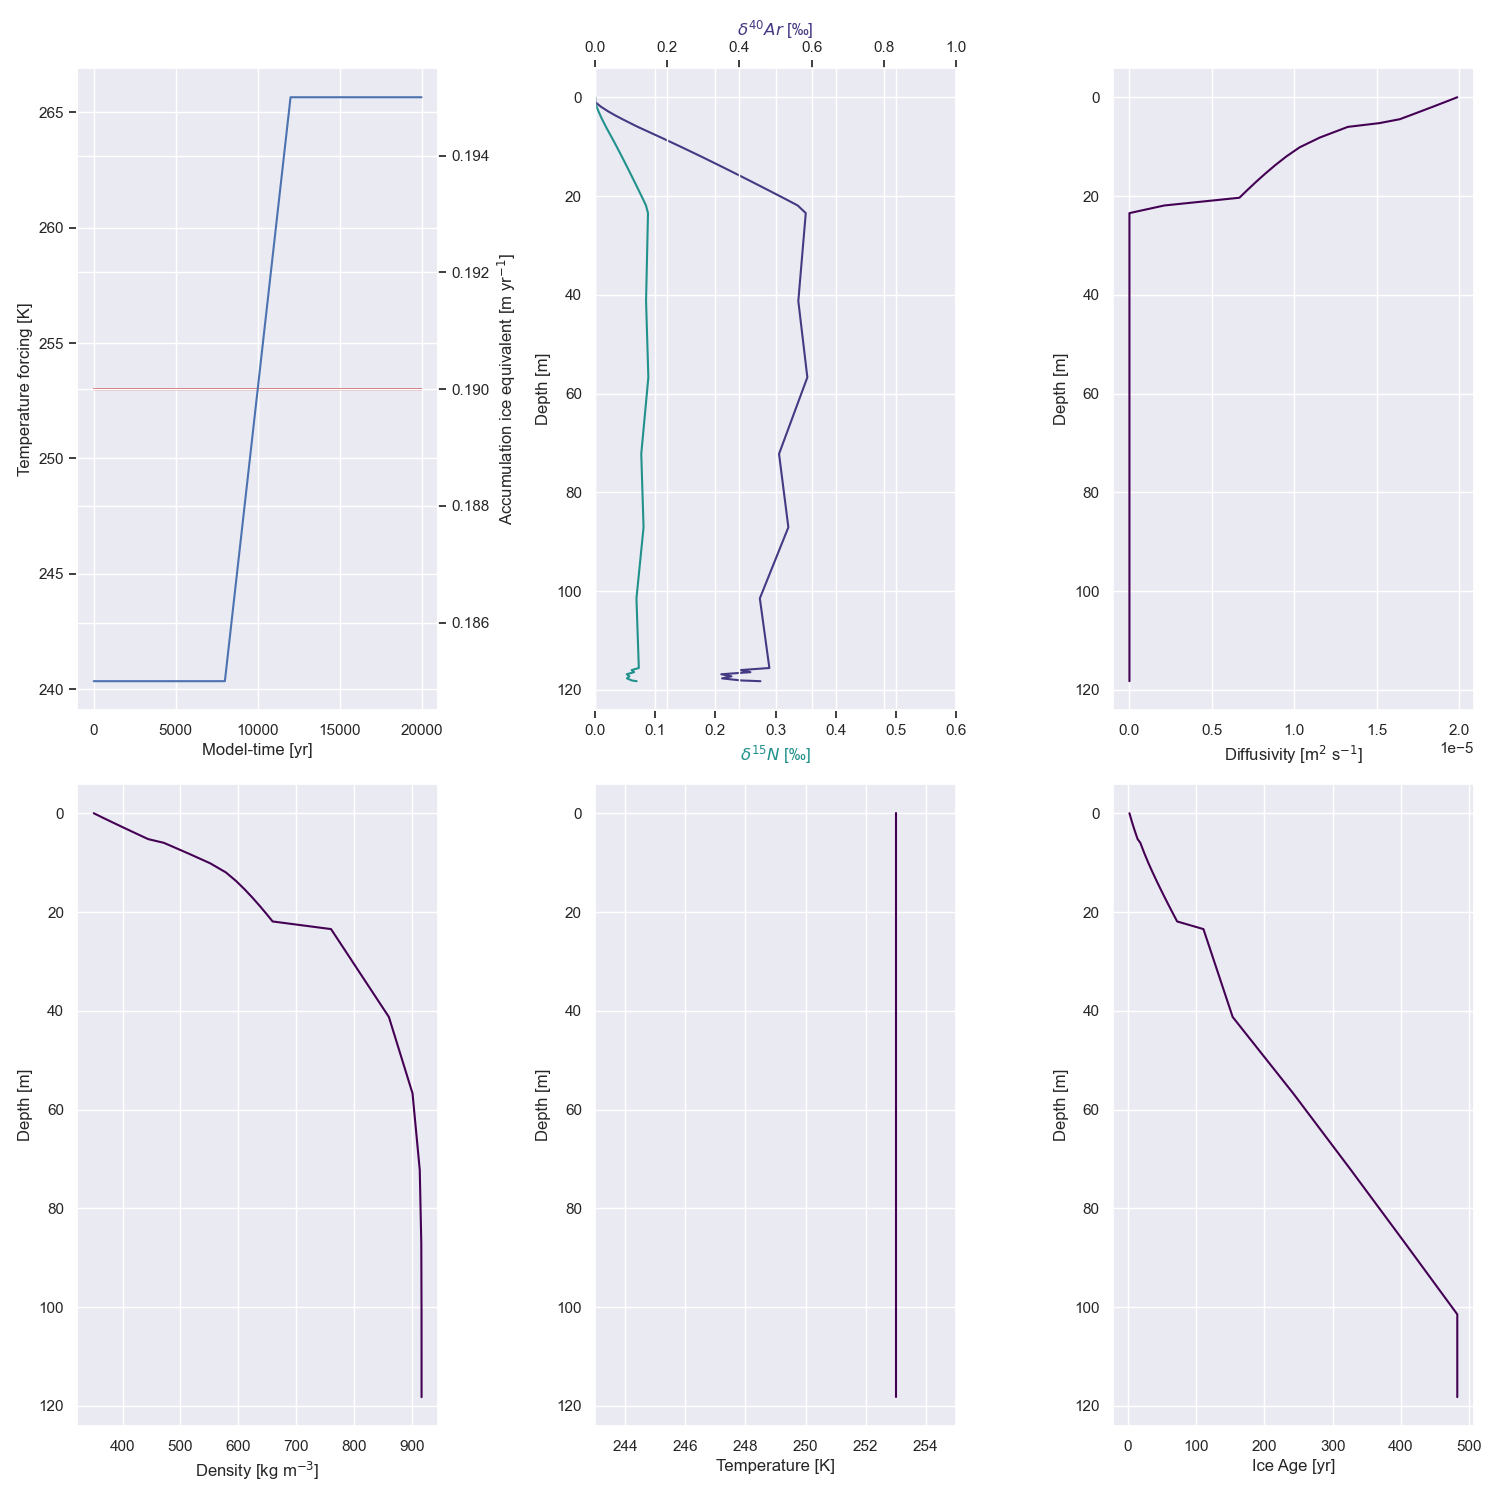 δ⁴⁰Ar [‰]
0.0 0.2 0.4 0.6 0.8 1.0
265
260
255
250
245
240
Temperature forcing [K]
0 5000 10000 15000 20000
Model-time [yr]
0.194
0.192
0.190
0.188
0.186
Accumulation ice equivalent [m yr⁻¹]
0
20
40
60
80
100
120
Depth [m]
0.0 0.1 0.2 0.3 0.4 0.5 0.6
δ¹⁵N [‰]
0
20
40
60
80
100
120
Depth [m]
0.0 0.5 1.0 1.5 2.0
1e−5
Diffusivity [m² s⁻¹]
0
20
40
60
80
100
120
Depth [m]
400 500 600 700 800 900
Density [kg m⁻³]
0
20
40
60
80
100
120
Depth [m]
244 246 248 250 252 254
Temperature [K]
0
20
40
60
80
100
120
Depth [m]
0 100 200 300 400 500
Ice Age [yr]